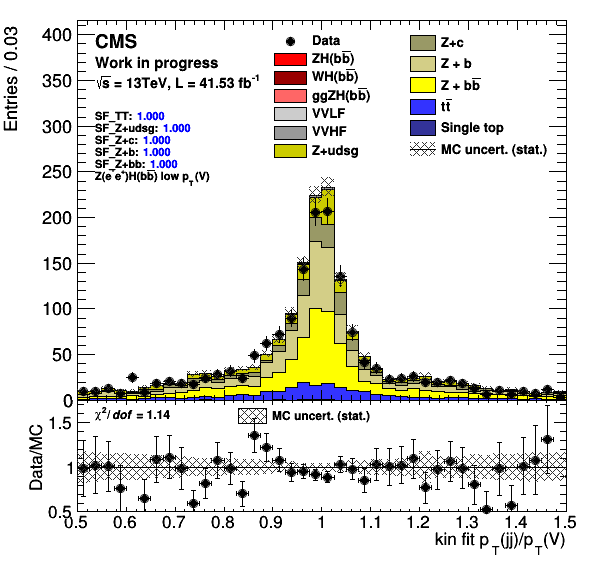 CMS
Work in progress
√s = 13TeV, L = 41.53 fb⁻¹
SF_TT: 1.000
SF_Z+udsg: 1.000
SF_Z+c: 1.000
SF_Z+b: 1.000
SF_Z+bb: 1.000
Z(e⁻e⁺)H(bb̅) low p_T(V)
Data
ZH(bb̅)
WH(bb̅)
ggZH(bb̅)
VVLF
VVHF
Z+udsg
Z+c
Z + b
Z + bb̅
tt̅
Single top
MC uncert. (stat.)
Entries / 0.03
400
350
300
250
200
150
100
50
0
χ²/dof = 1.14
MC uncert. (stat.)
Data/MC
1.5
1
0.5
0.5 0.6 0.7 0.8 0.9 1 1.1 1.2 1.3 1.4 1.5
kin fit p_T(jj)/p_T(V)